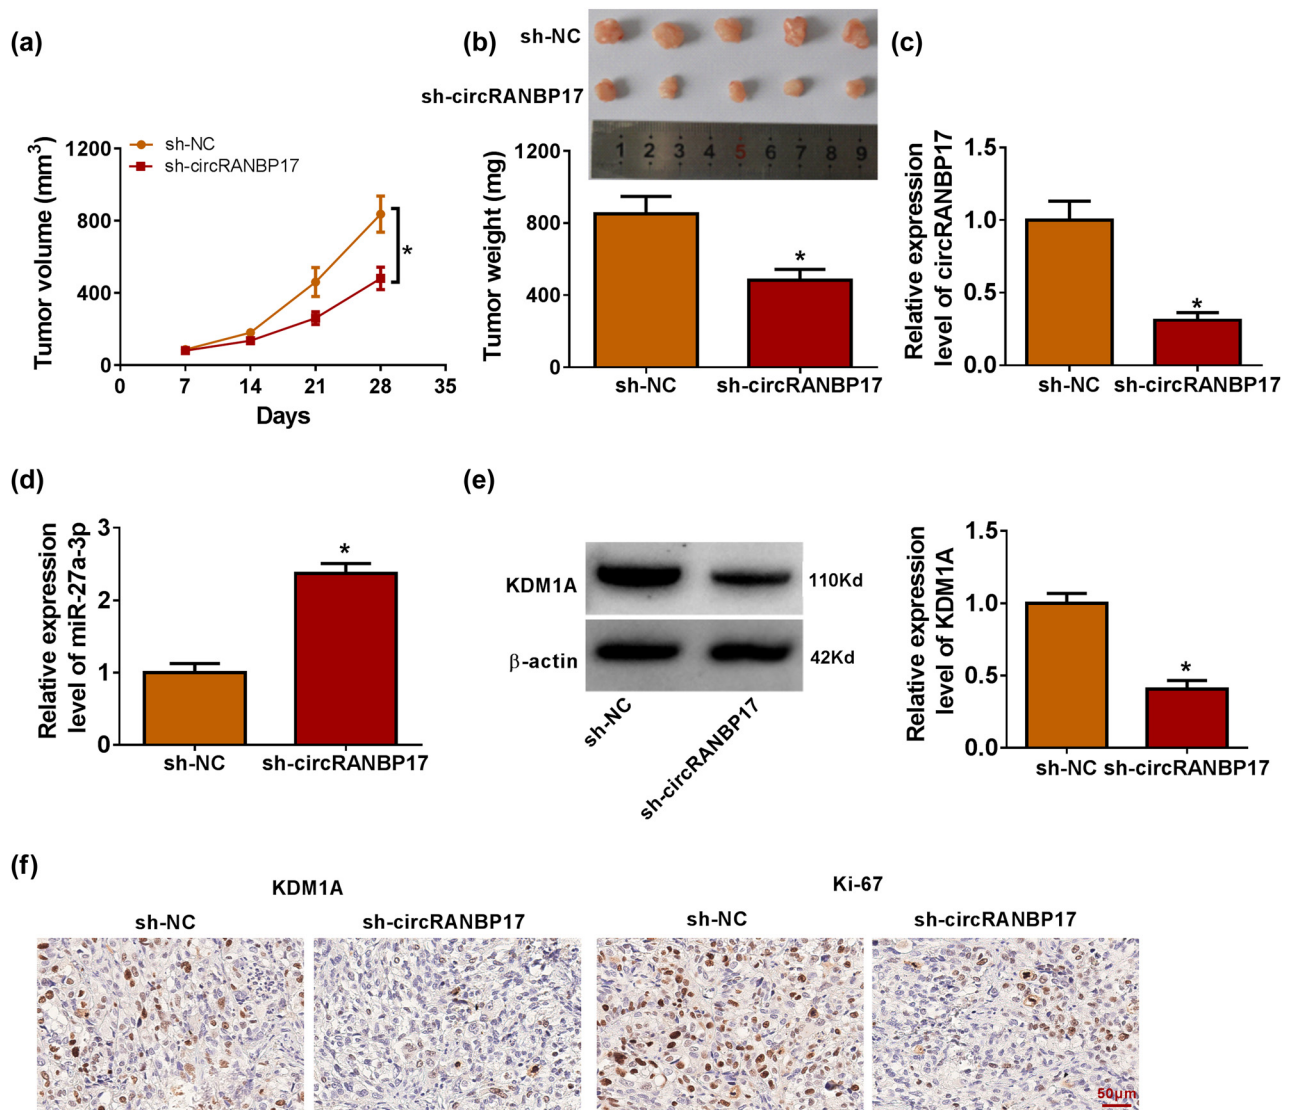 (a)
sh-NC
sh-circRANBP17
Tumor volume (mm³)
1200
800
400
0
0 7 14 21 28 35
Days
*
(b)
sh-NC
sh-circRANBP17
1 2 3 4 5 6 7 8 9
Tumor weight (mg)
1200
800
400
0
*
sh-NC sh-circRANBP17
(c)
Relative expression
level of circRANBP17
1.5
1.0
0.5
0.0
*
sh-NC sh-circRANBP17
(d)
Relative expression
level of miR-27a-3p
3
2
1
0
*
sh-NC sh-circRANBP17
(e)
KDM1A
110Kd
β-actin
42Kd
sh-NC
sh-circRANBP17
Relative expression
level of KDM1A
1.5
1.0
0.5
0.0
*
sh-NC sh-circRANBP17
(f)
KDM1A
Ki-67
sh-NC
sh-circRANBP17
sh-NC
sh-circRANBP17
50μm